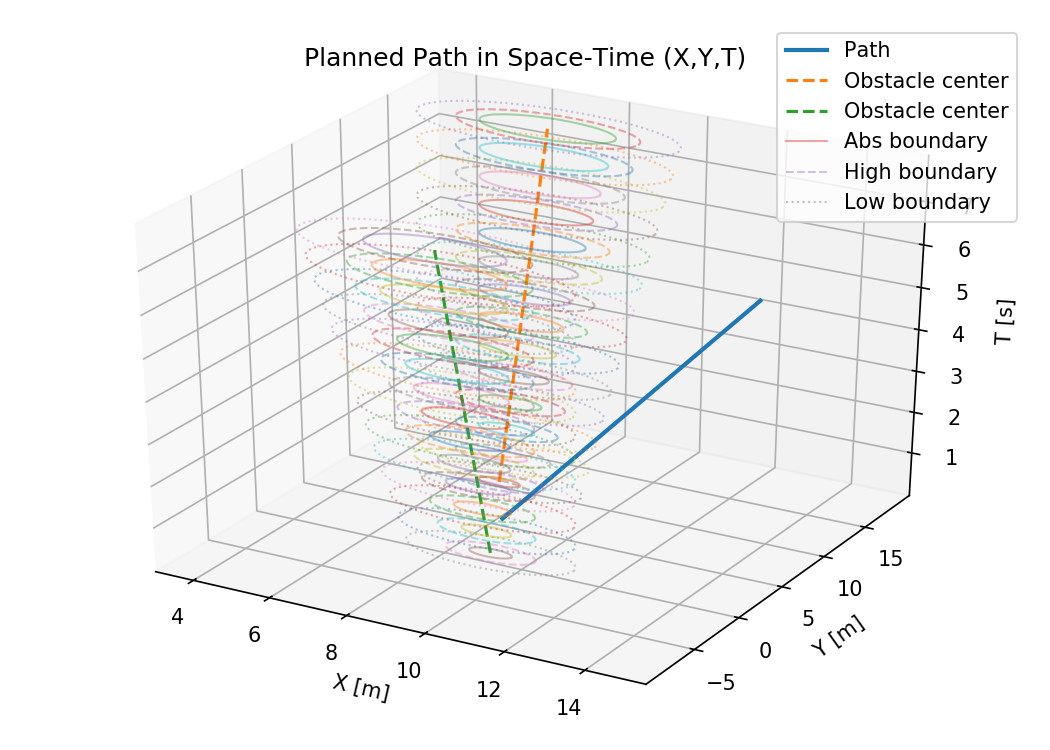 Planned Path in Space-Time (X,Y,T)
Path
Obstacle center
Obstacle center
Abs boundary
High boundary
Low boundary
6
5
4
3
2
1
T [s]
15
10
5
0
−5
Y [m]
4
6
8
10
12
14
X [m]